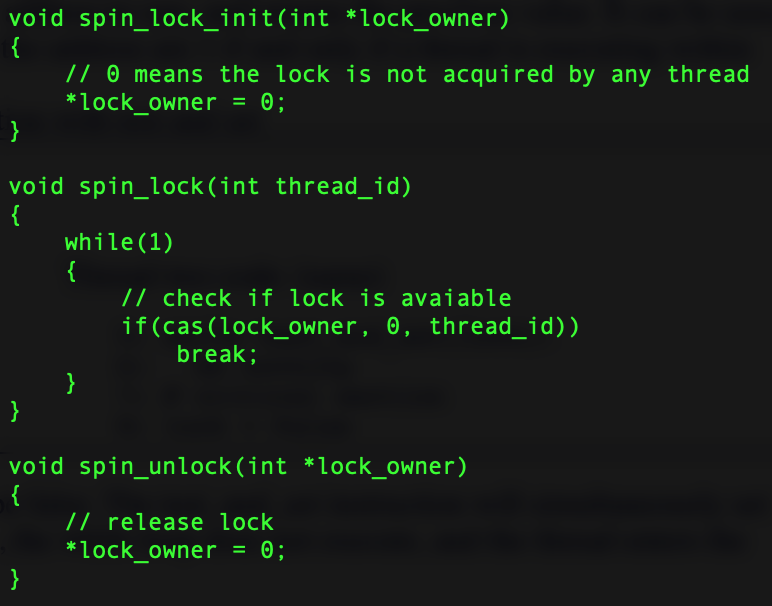 void spin_lock_init(int *lock_owner)
{
    // 0 means the lock is not acquired by any thread
    *lock_owner = 0;
}

void spin_lock(int thread_id)
{
    while(1)
    {
        // check if lock is avaiable
        if(cas(lock_owner, 0, thread_id))
            break;
    }
}

void spin_unlock(int *lock_owner)
{
    // release lock
    *lock_owner = 0;
}